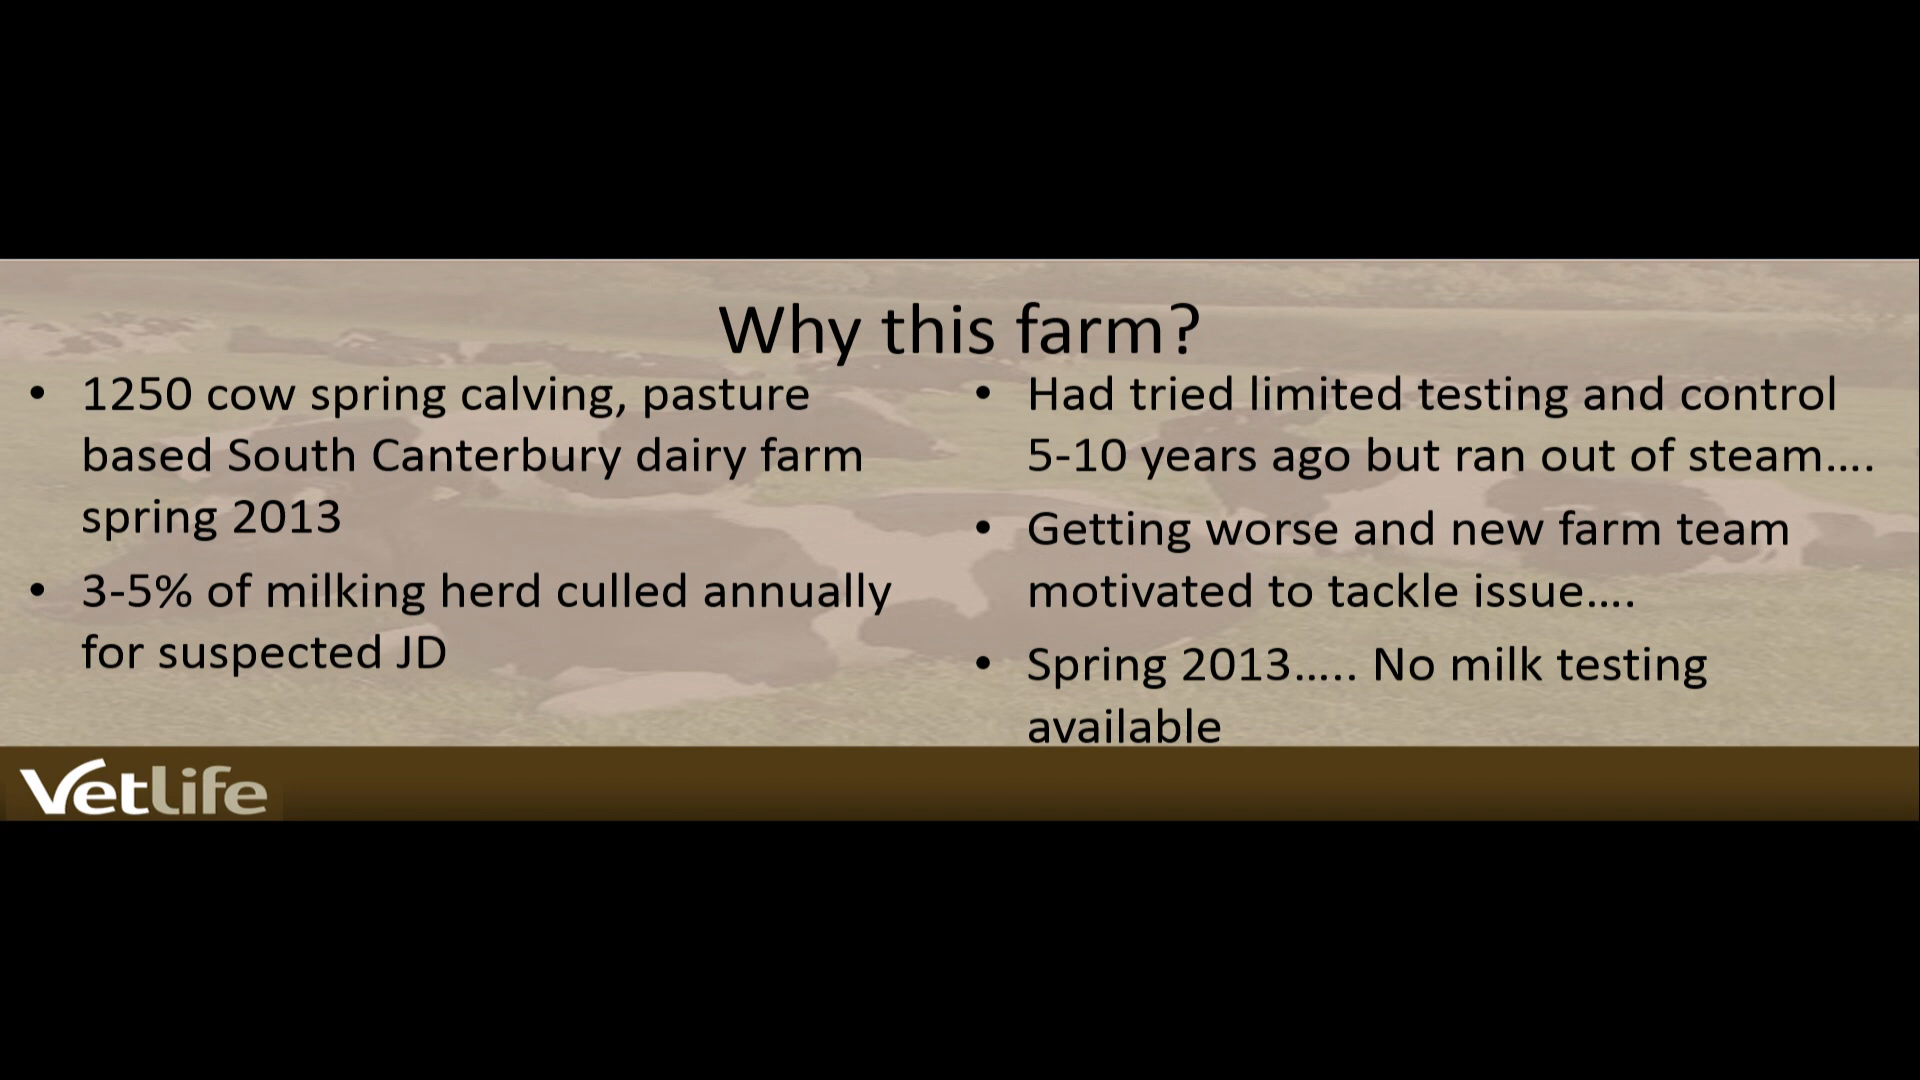 Why this farm?
• 1250 cow spring calving, pasture
based South Canterbury dairy farm
spring 2013
• 3-5% of milking herd culled annually
for suspected JD
• Had tried limited testing and control
5-10 years ago but ran out of steam....
• Getting worse and new farm team
motivated to tackle issue....
• Spring 2013..... No milk testing
available
Vetlife